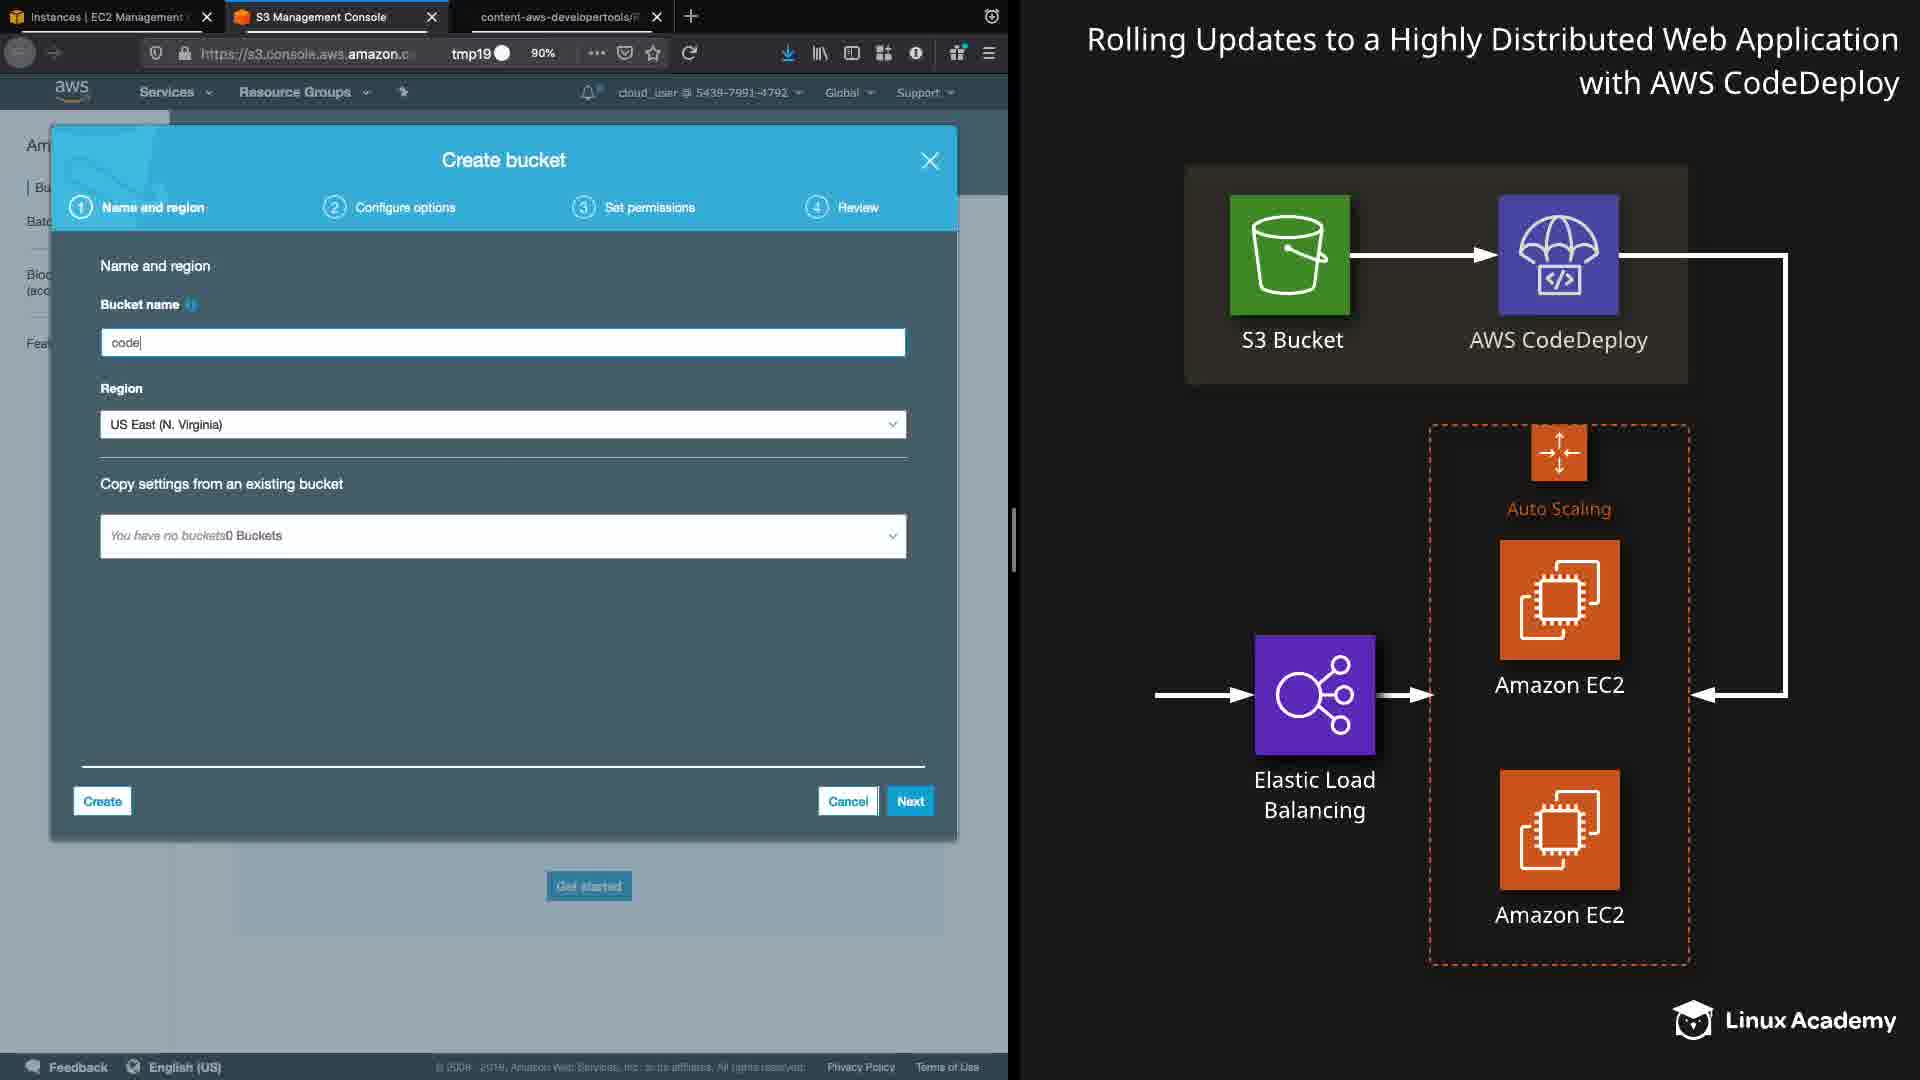 Instances | EC2 Management
S3 Management Console
content-aws-developertools/
https://s3.console.aws.amazon.c
tmp19
90%
aws
Services
Resource Groups
cloud_user @ 5439-7991-4792
Global
Support
Am
Bu
Bato
Bloc
(acc
Feat
Create bucket
1 Name and region
2 Configure options
3 Set permissions
4 Review
Name and region
Bucket name
code
Region
US East (N. Virginia)
Copy settings from an existing bucket
You have no buckets0 Buckets
Create
Cancel
Next
Get started
Feedback
English (US)
© 2008 - 2019, Amazon Web Services, Inc. or its affiliates. All rights reserved.
Privacy Policy
Terms of Use
Rolling Updates to a Highly Distributed Web Application
with AWS CodeDeploy
S3 Bucket
</>
AWS CodeDeploy
Auto Scaling
Amazon EC2
Elastic Load
Balancing
Amazon EC2
Linux Academy